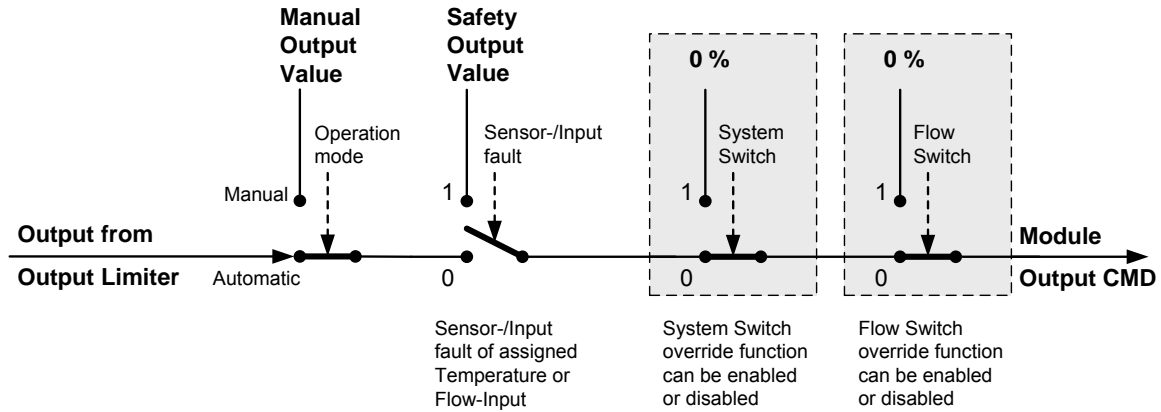 Manual
Output
Value
Safety
Output
Value
0 %
0 %
Operation
mode
Sensor-/Input
fault
System
Switch
Flow
Switch
Manual
1
1
1
Output from
Output Limiter
Automatic
0
0
0
Module
Output CMD
Sensor-/Input
fault of assigned
Temperature or
Flow-Input
System Switch
override function
can be enabled
or disabled
Flow Switch
override function
can be enabled
or disabled